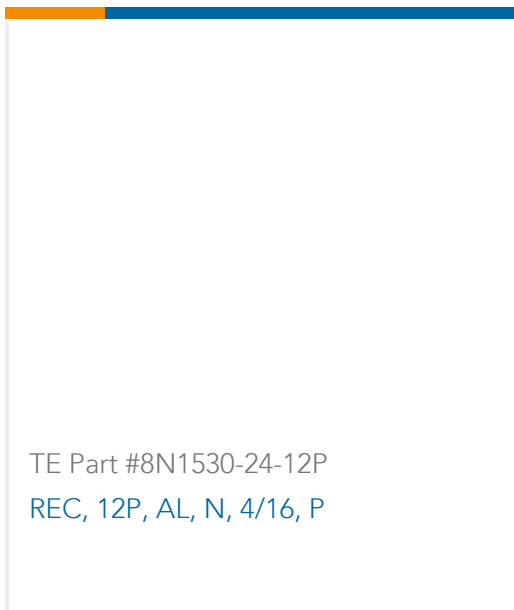 TE Part #8N1530-24-12P
REC, 12P, AL, N, 4/16, P